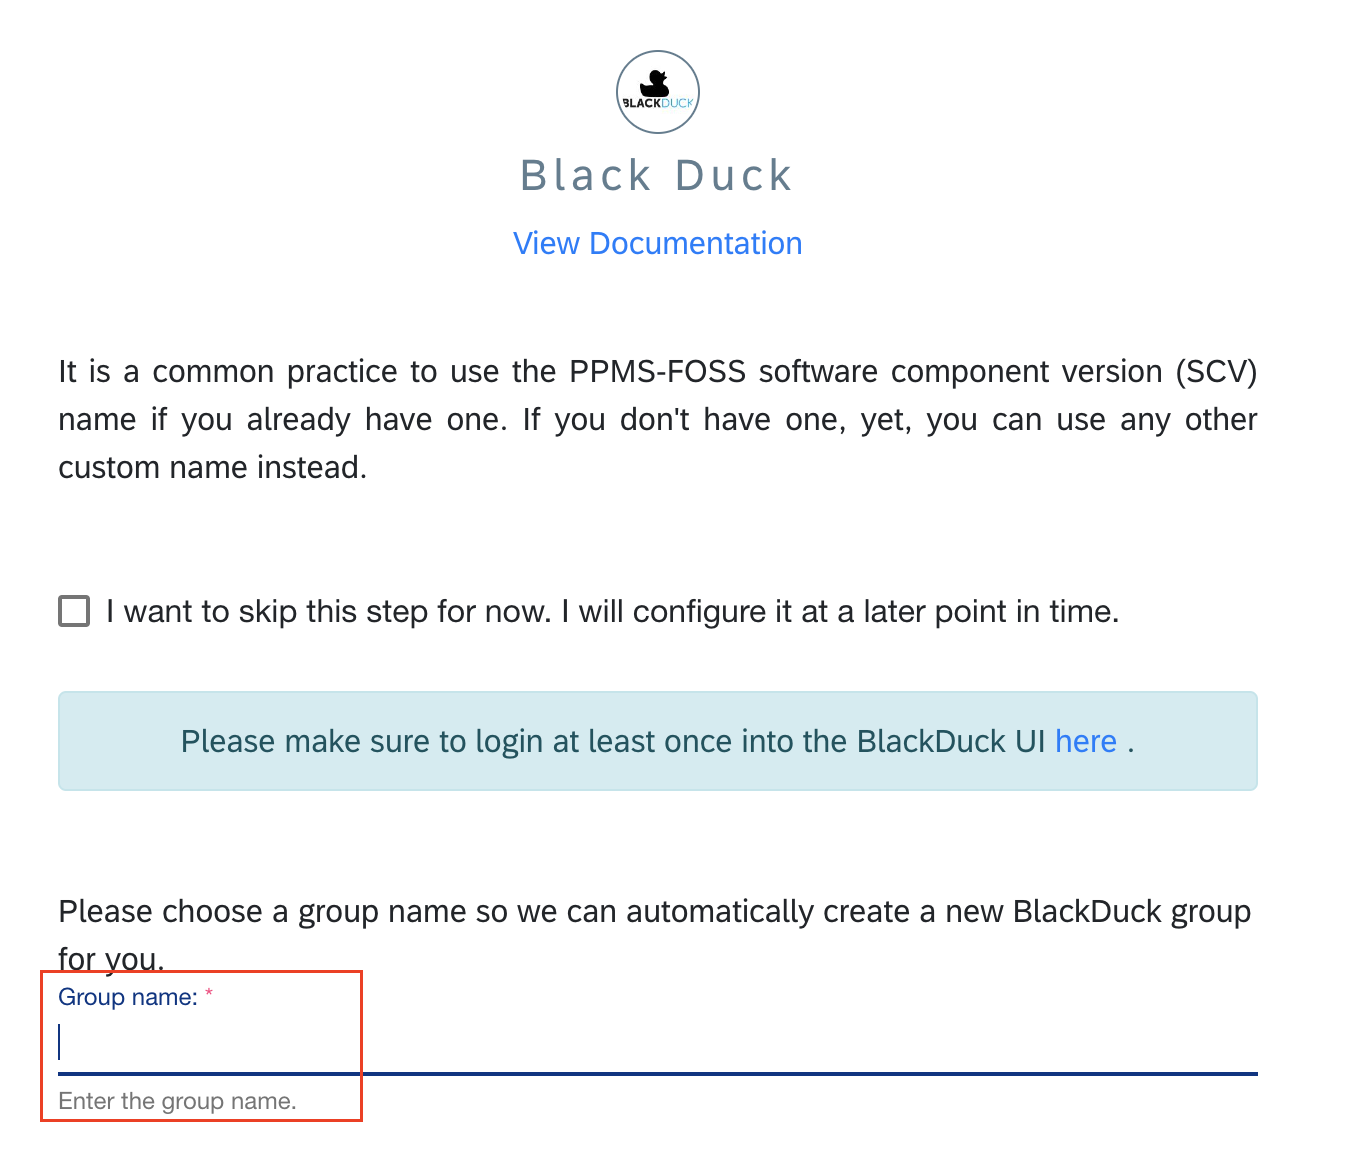 BLACKDUCK
Black Duck
View Documentation
It is a common practice to use the PPMS-FOSS software component version (SCV)
name if you already have one. If you don't have one, yet, you can use any other
custom name instead.
I want to skip this step for now. I will configure it at a later point in time.
Please make sure to login at least once into the BlackDuck UI here .
Please choose a group name so we can automatically create a new BlackDuck group
for you.
Group name: *
Enter the group name.